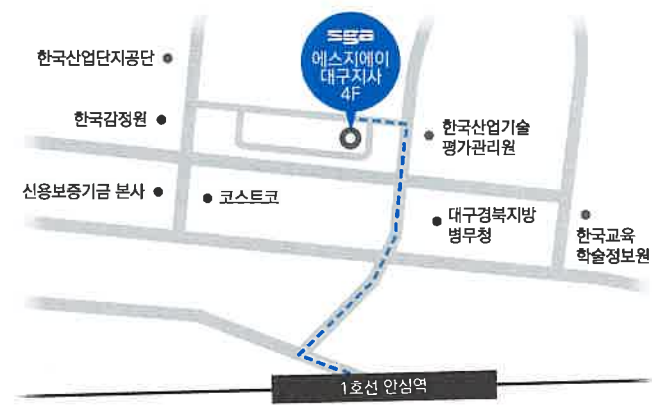 sga
에스지에이
대구지사
4F
한국산업단지공단
한국감정원
한국산업기술
평가관리원
신용보증기금 본사
코스트코
대구경북지방
병무청
한국교육
학술정보원
1호선 안심역